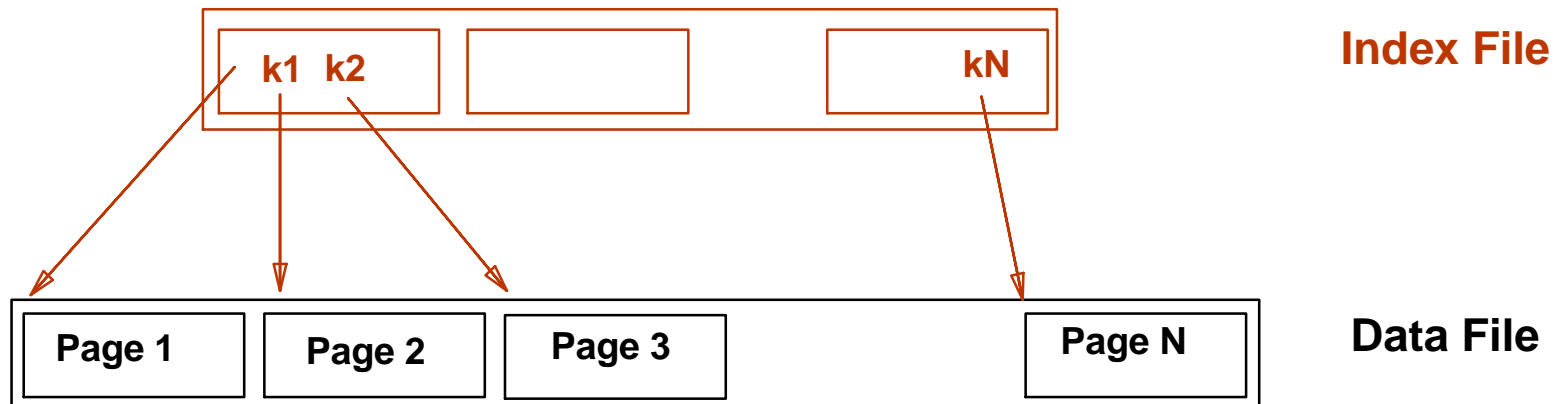 k1 k2 kN
Index File
Page 1 Page 2 Page 3 Page N
Data File